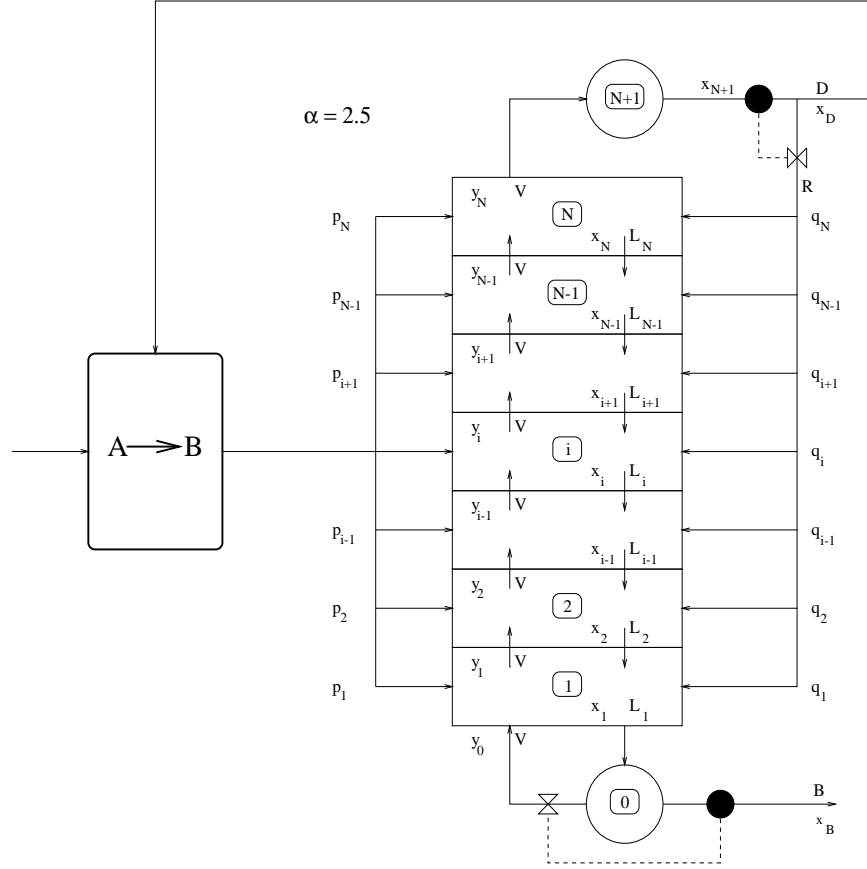 N+1
x_{N+1}
D
x_D
α = 2.5
R
y_N V
N
p_N
x_N L_N
q_N
y_{N-1} V
N-1
p_{N-1}
x_{N-1} L_{N-1}
q_{N-1}
y_{i+1} V
p_{i+1}
x_{i+1} L_{i+1}
q_{i+1}
A B
y_i V
i
x_i L_i
q_i
y_{i-1} V
p_{i-1}
x_{i-1} L_{i-1}
q_{i-1}
y_2 V
2
p_2
x_2 L_2
q_2
y_1 V
1
p_1
x_1 L_1
q_1
y_0 V
0
B
x_B